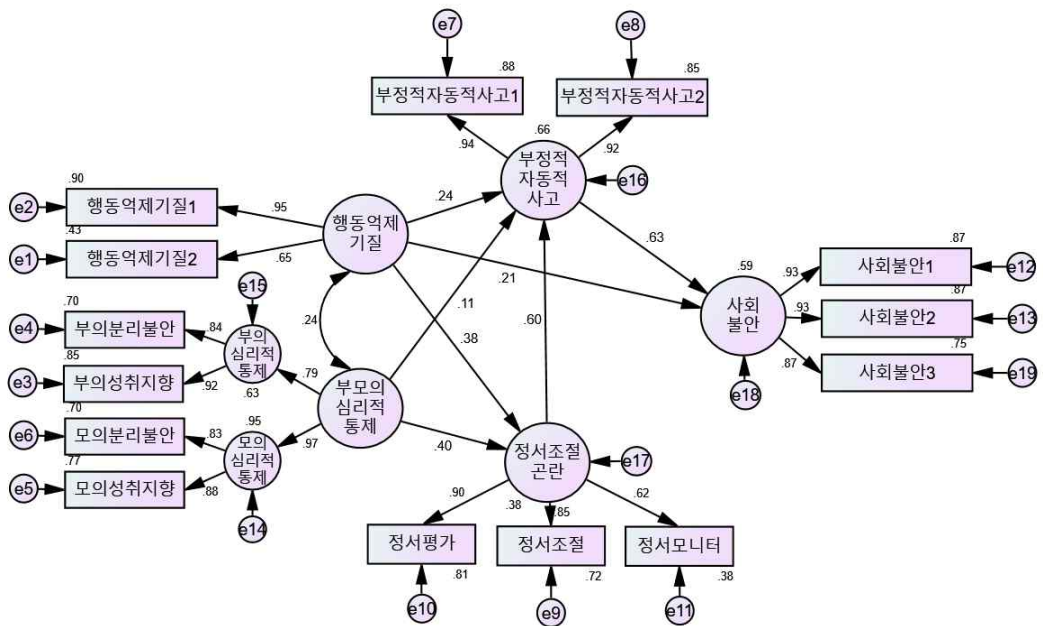 e7
e8
.88
.85
부정적자동적사고1
부정적자동적사고2
.66
.94
.92
부정적
자동적
사고
e16
.90
e2
행동억제기질1
.95
행동억제
기질
.24
.43
e1
행동억제기질2
.65
.63
.21
.87
.59
사회불안1
e12
.93
사회
불안
.87
.93
사회불안2
e13
.75
.87
사회불안3
e19
e18
e15
.70
e4
부의분리불안
.84
부의
심리적
통제
.24
.11
.38
.60
.85
e3
부의성취지향
.92
.63
.79
부모의
심리적
통제
.70
e6
모의분리불안
.83
.95
모의
심리적
통제
.97
.40
.77
e5
모의성취지향
.88
e14
정서조절
곤란
e17
.90
.38
.85
.62
정서평가
정서조절
정서모니터
.81
.72
.38
e10
e9
e11